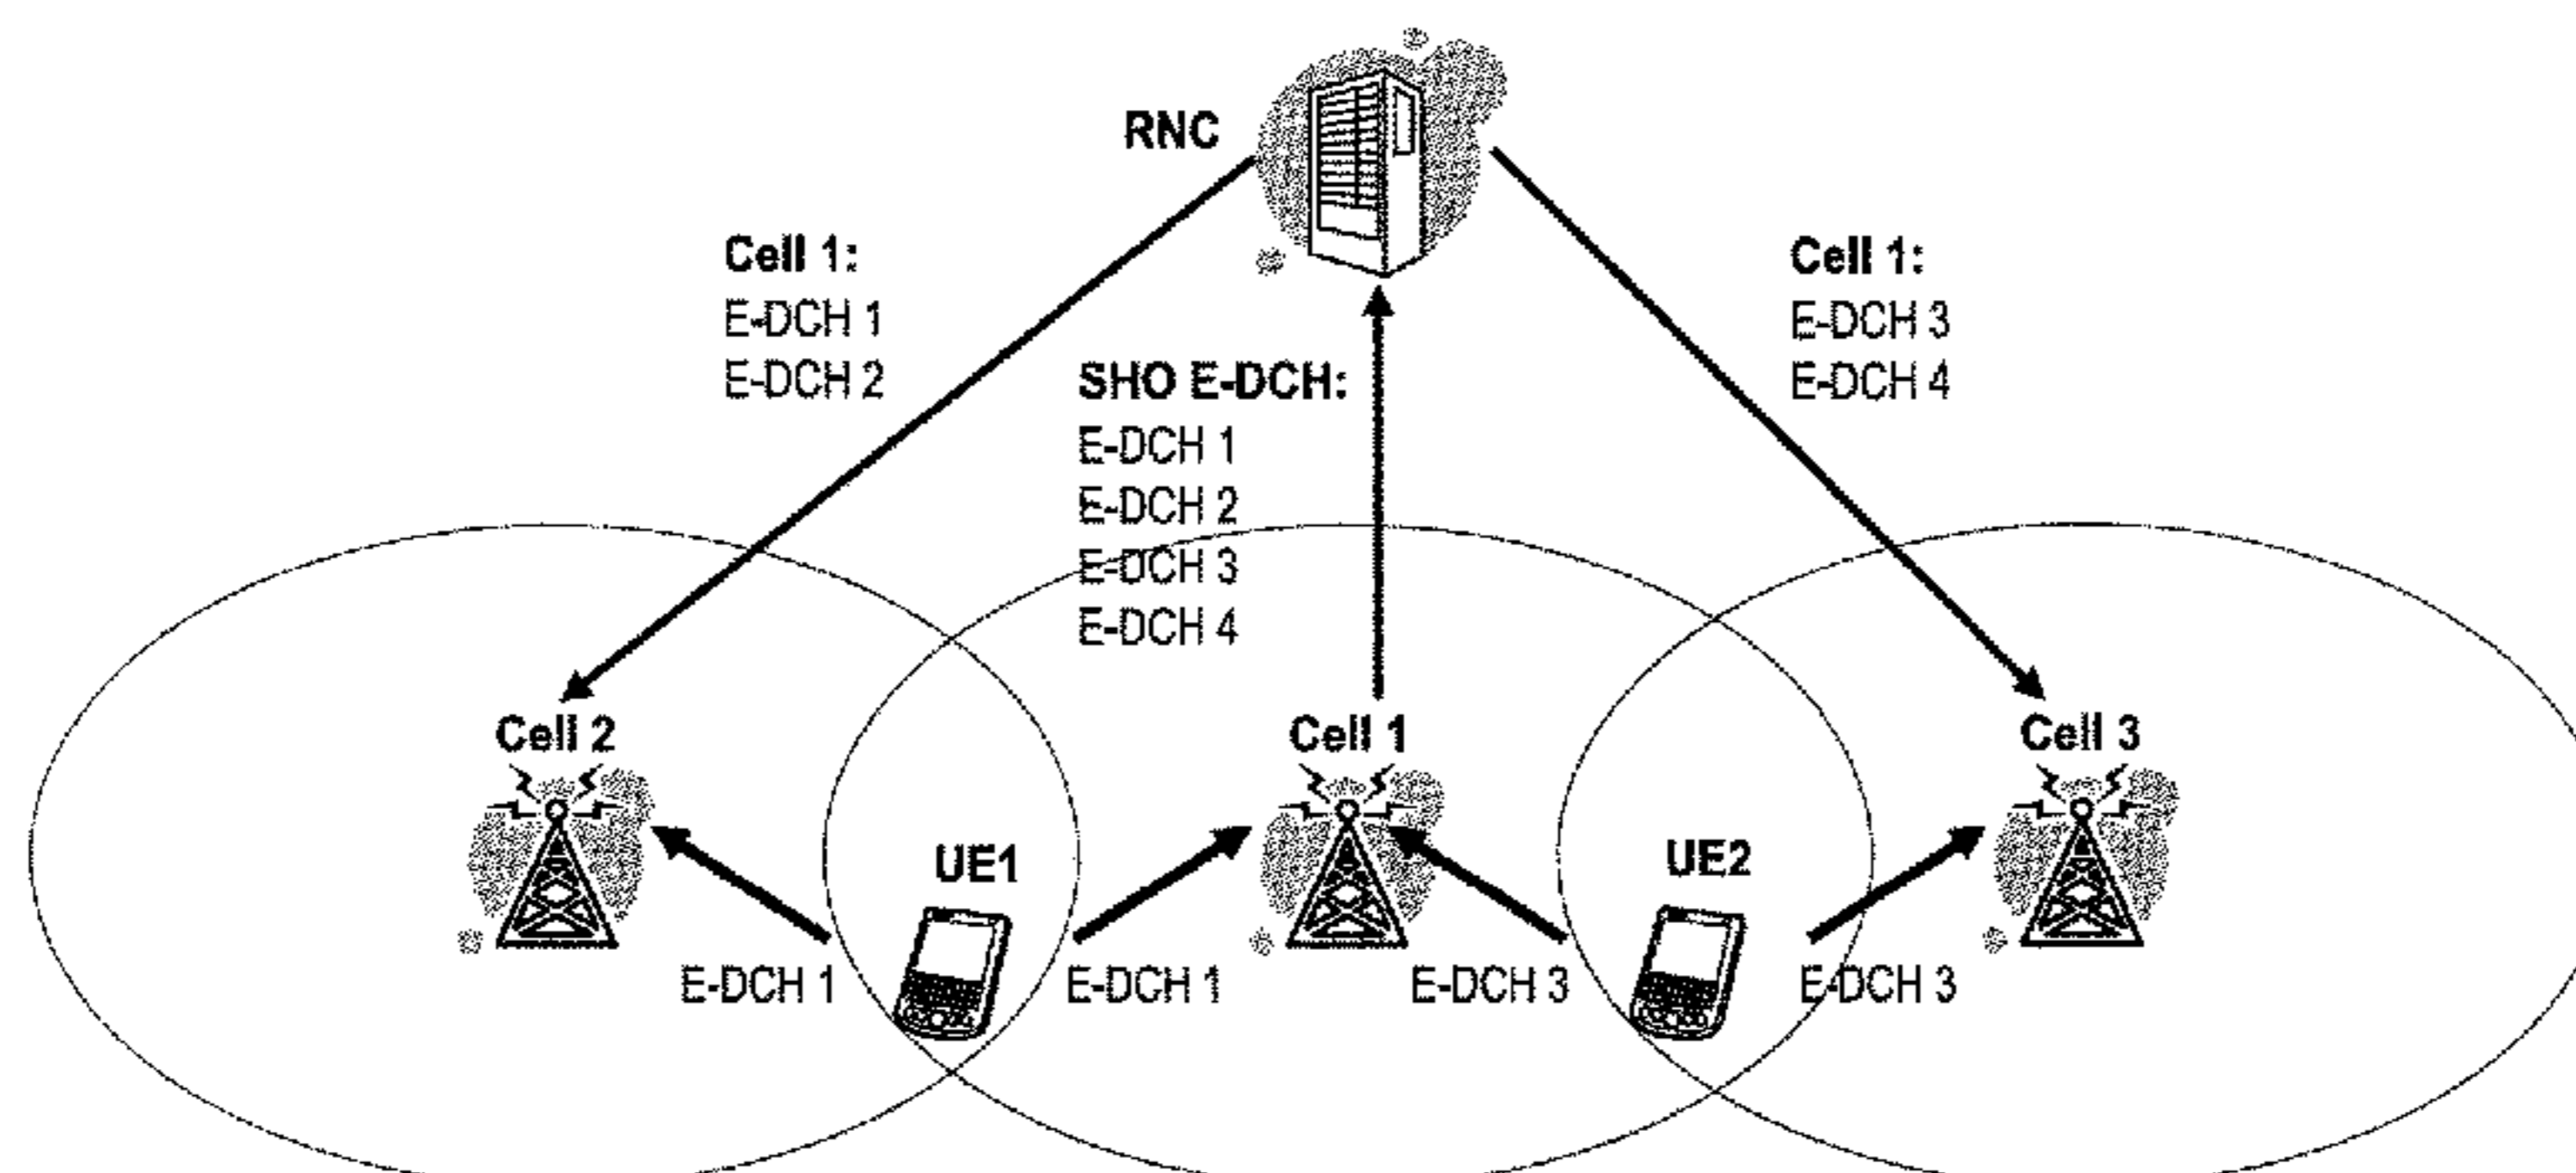 RNC
Cell 1:
E-DCH 1
E-DCH 2
SHO E-DCH:
E-DCH 1
E-DCH 2
E-DCH 3
E-DCH 4
Cell 1:
E-DCH 3
E-DCH 4
Cell 2
Cell 1
Cell 3
UE1
UE2
E-DCH 1
E-DCH 1
E-DCH 3
E-DCH 3